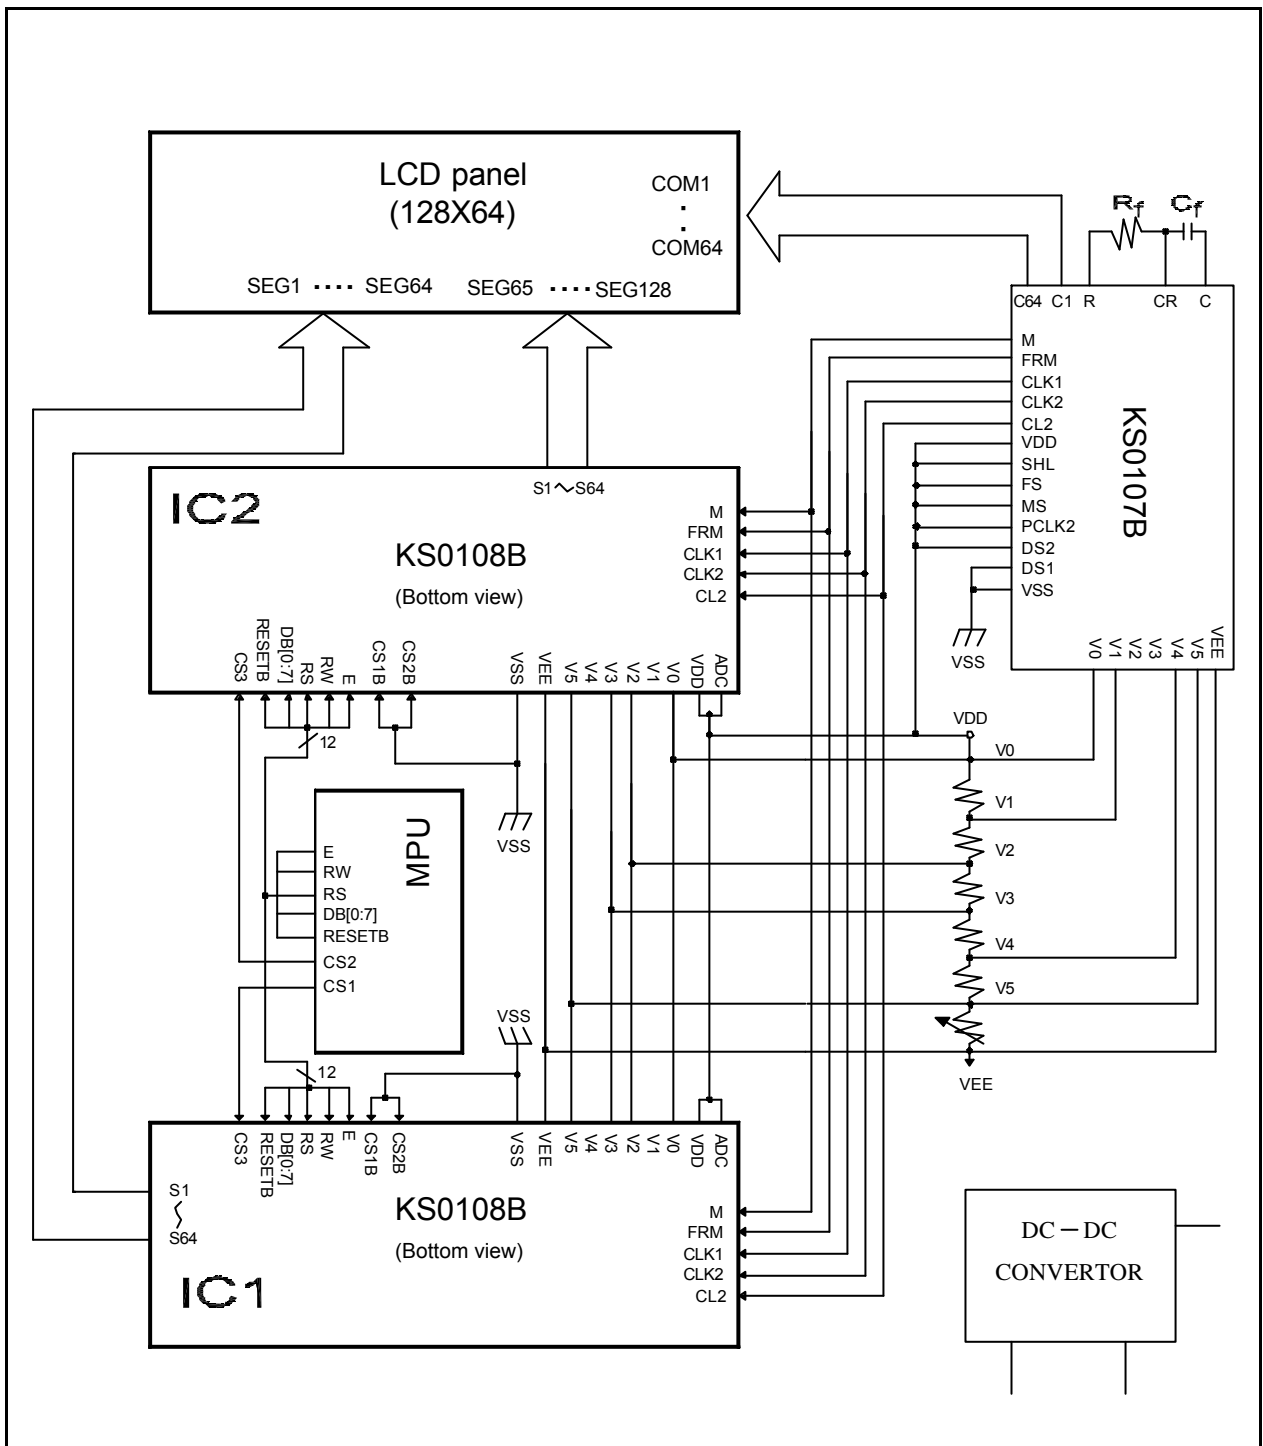 LCD panel
(128X64)
COM1
:
COM64
SEG1 ···· SEG64
SEG65 ···· SEG128
Rf
Cf
C64 C1 R CR C
M
FRM
CLK1
CLK2
CL2
VDD
SHL
FS
MS
PCLK2
DS2
DS1
VSS
KS0107B
V0 V1 V2 V3 V4 V5 VEE
VSS
IC2
S1~S64
KS0108B
(Bottom view)
M
FRM
CLK1
CLK2
CL2
CS3 RESETB DB[0:7] RS RW E CS1B CS2B VSS VEE V5 V4 V3 V2 V1 V0 VDD ADC
12
VSS
VDD
V0
V1
V2
V3
V4
V5
VEE
MPU
E
RW
RS
DB[0:7]
RESETB
CS2
CS1
VSS
12
CS3 RESETB DB[0:7] RS RW E CS1B CS2B VSS VEE V5 V4 V3 V2 V1 V0 VDD ADC
S1
~
S64
KS0108B
(Bottom view)
IC1
M
FRM
CLK1
CLK2
CL2
DC－DC
CONVERTOR